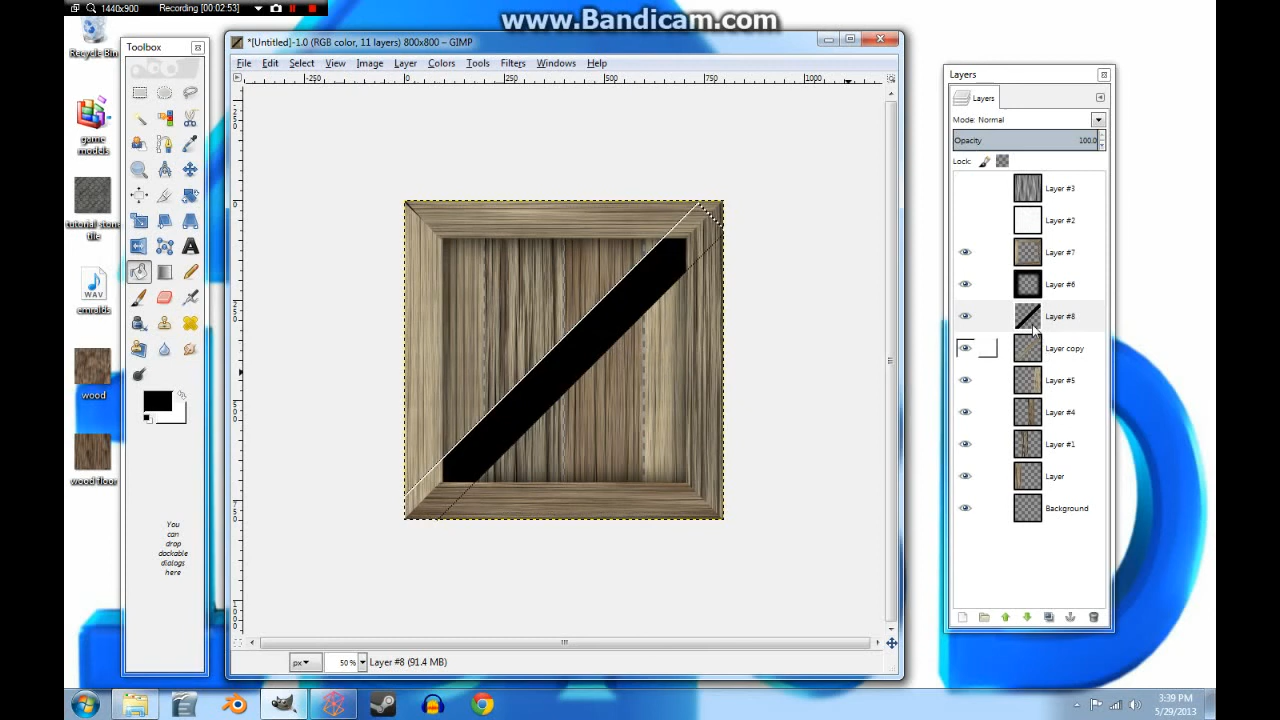 1440x900 Recording [00:02:53]
www.Bandicam.com
Recycle Bin
game
models
tutorial stone
tile
WAV
emralds
wood
wood floor
Toolbox
You
can
drop
dockable
dialogs
here
*[Untitled]-1.0 (RGB color, 11 layers) 800x800 – GIMP
File Edit Select View Image Layer Colors Tools Filters Windows Help
-250 0 250 500 750 1000
px 50% Layer #8 (91.4 MB)
Layers
Layers
Mode: Normal
Opacity 100.0
Lock:
Layer #3
Layer #2
Layer #7
Layer #6
Layer #8
Layer copy
Layer #5
Layer #4
Layer #1
Layer
Background
3:39 PM
5/29/2013